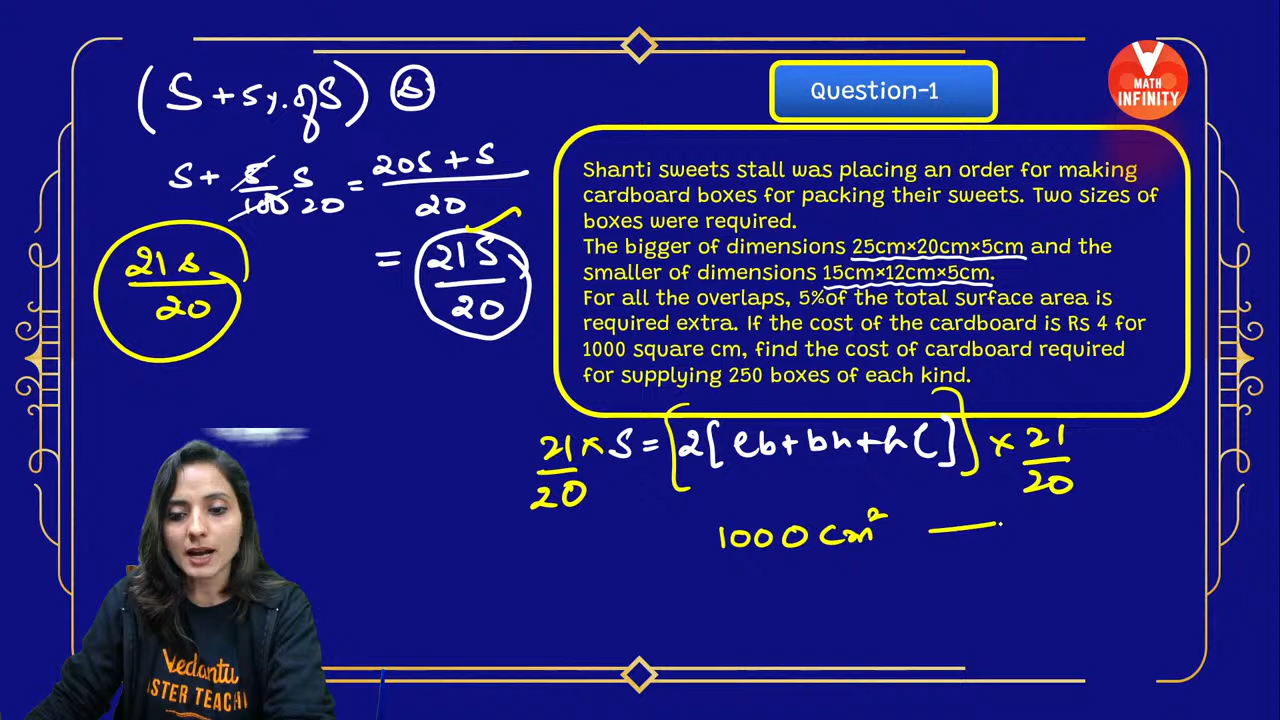 (S + 5%. of S) S
S + 5/100 20 S = 20S + S / 20
= 21S / 20
21S / 20
Question-1
MATH
INFINITY
Shanti sweets stall was placing an order for making
cardboard boxes for packing their sweets. Two sizes of
boxes were required.
The bigger of dimensions 25cm×20cm×5cm and the
smaller of dimensions 15cm×12cm×5cm.
For all the overlaps, 5%of the total surface area is
required extra. If the cost of the cardboard is Rs 4 for
1000 square cm, find the cost of cardboard required
for supplying 250 boxes of each kind.
21/20 × S = [2[lb+bh+hl]] × 21/20
1000 cm² —
Vedantu
MASTER TEACH